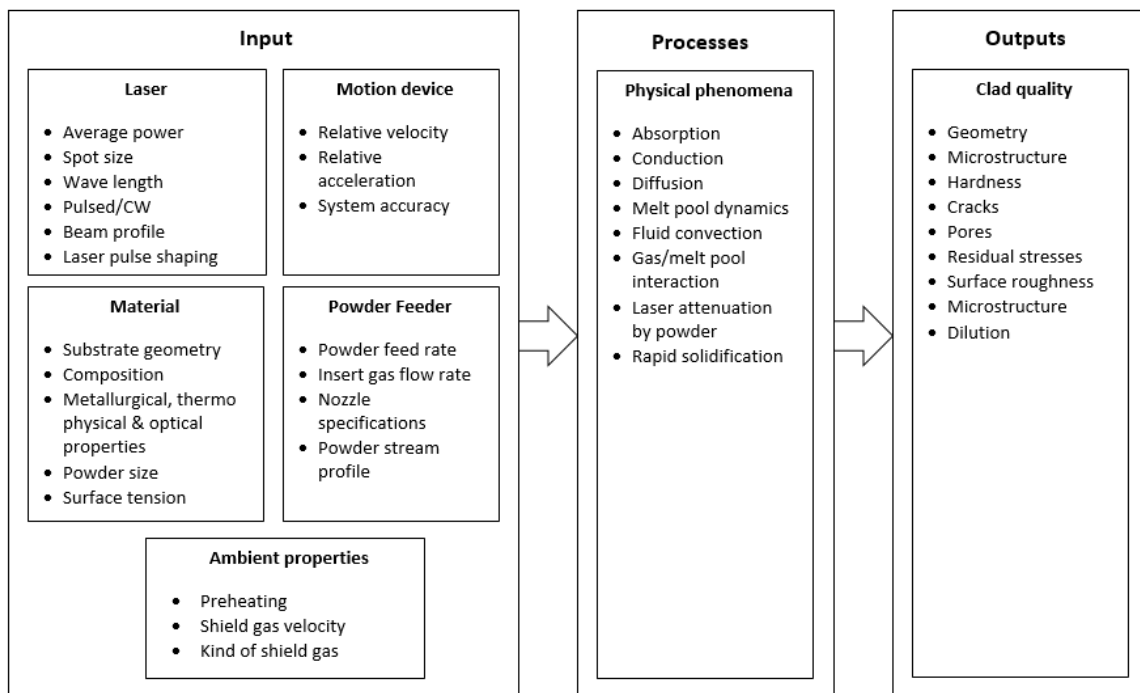 Input
Laser
• Average power
• Spot size
• Wave length
• Pulsed/CW
• Beam profile
• Laser pulse shaping
Motion device
• Relative velocity
• Relative
acceleration
• System accuracy
Material
• Substrate geometry
• Composition
• Metallurgical, thermo
physical & optical
properties
• Powder size
• Surface tension
Powder Feeder
• Powder feed rate
• Insert gas flow rate
• Nozzle
specifications
• Powder stream
profile
Ambient properties
• Preheating
• Shield gas velocity
• Kind of shield gas
Processes
Physical phenomena
• Absorption
• Conduction
• Diffusion
• Melt pool dynamics
• Fluid convection
• Gas/melt pool
interaction
• Laser attenuation
by powder
• Rapid solidification
Outputs
Clad quality
• Geometry
• Microstructure
• Hardness
• Cracks
• Pores
• Residual stresses
• Surface roughness
• Microstructure
• Dilution